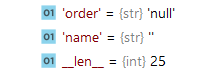 01 'order' = {str} 'null'
01 'name' = {str} ''
01 __len__ = {int} 25